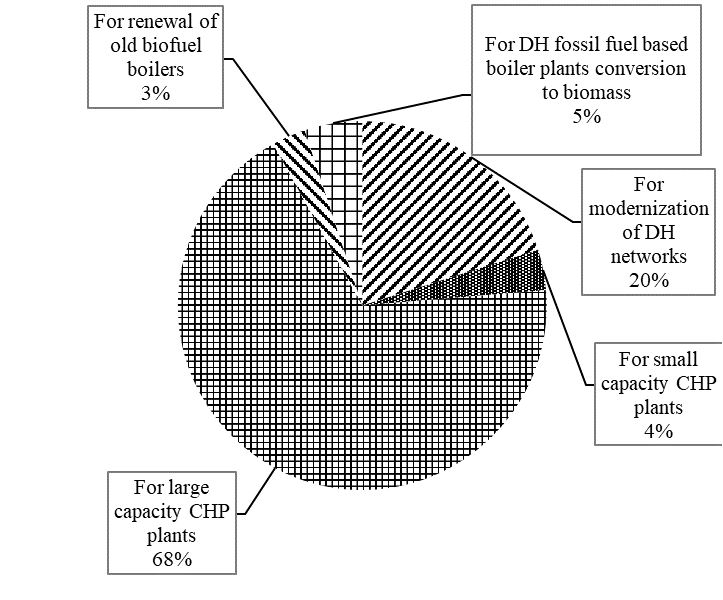 For renewal of
old biofuel
boilers
3%
For DH fossil fuel based
boiler plants conversion
to biomass
5%
For
modernization
of DH
networks
20%
For small
capacity CHP
plants
4%
For large
capacity CHP
plants
68%